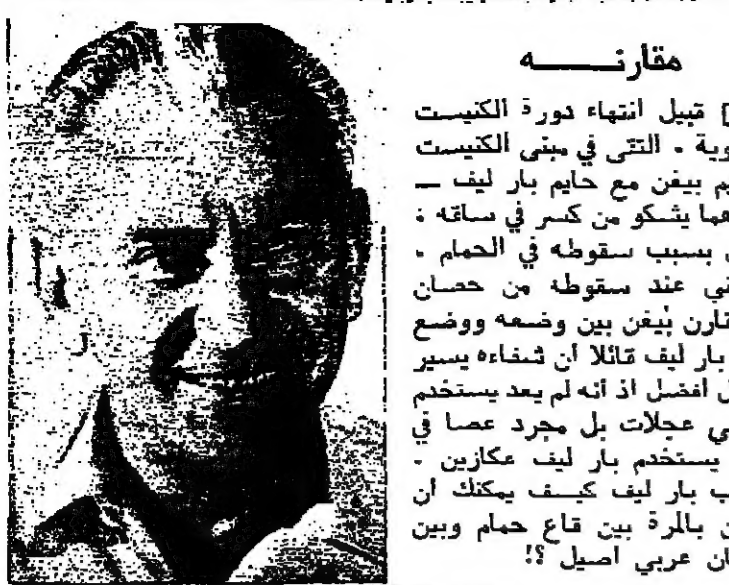 مقارنـــــه
قبيل انتهاء دورة الكنيست
وية . التقى في مبنى الكنيست
يم بيغن مع حايم بار ليف —
هما يشكو من كسر في ساقه :
بسبب سقوطه في الحمام .
ني عند سقوطه من حصان
قارن بيغن بين وضعه ووضع
بار ليف قائلا ان شفاءه يسير
ل افضل اذ أنه لم يعد يستخدم
ي عجلات بل مجرد عصا في
يستخدم بار ليف عكازين .
ب بار ليف كيــف يمكنك ان
ن بالمرة بين قاع حمام وبين
ان عربي اصيل ؟!